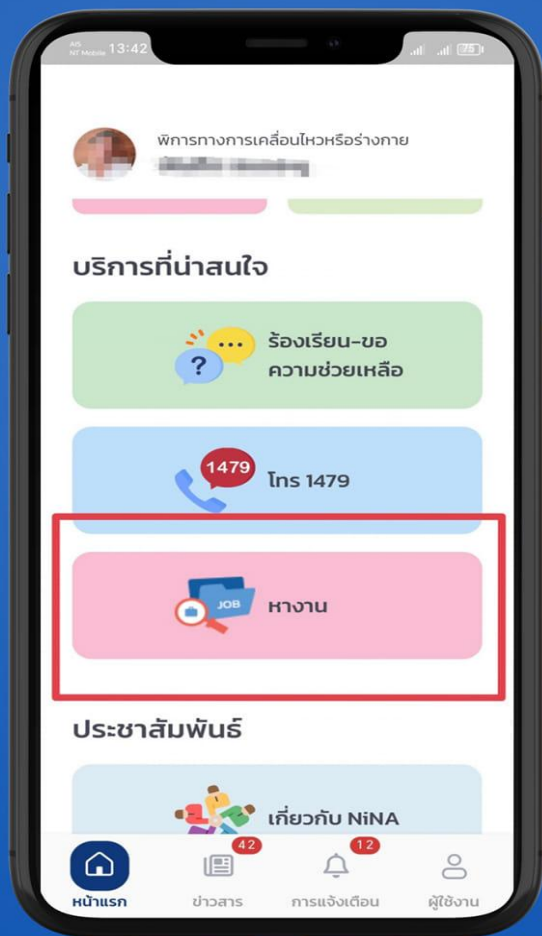 AIS
NT Mobile 13:42
75
พิการทางการเคลื่อนไหวหรือร่างกาย
บริการที่น่าสนใจ
?
ร้องเรียน-ขอ
ความช่วยเหลือ
1479
โทร 1479
JOB
หางาน
ประชาสัมพันธ์
เกี่ยวกับ NiNA
42
12
หน้าแรก
ข่าวสาร
การแจ้งเตือน
ผู้ใช้งาน